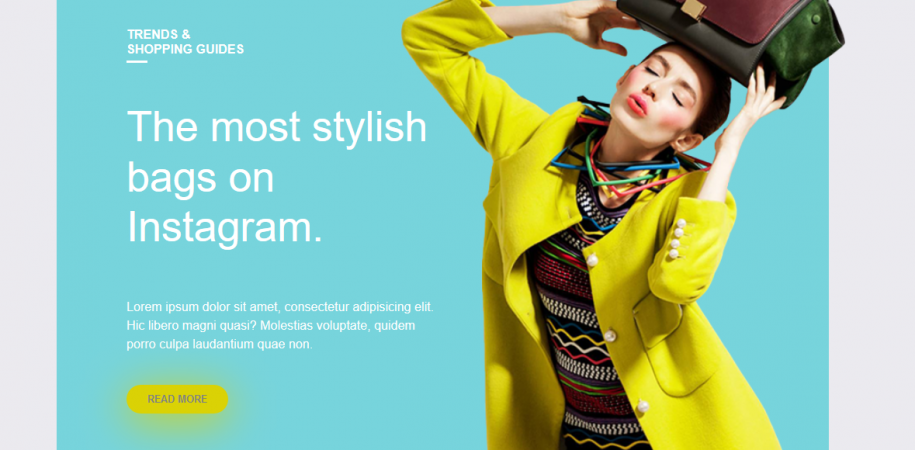 TRENDS &
SHOPPING GUIDES
The most stylish
bags on
Instagram.
Lorem ipsum dolor sit amet, consectetur adipisicing elit.
Hic libero magni quasi? Molestias voluptate, quidem
porro culpa laudantium quae non.
READ MORE